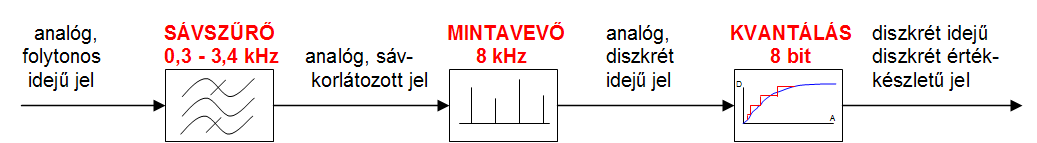 analóg,
folytonos
idejű jel
SÁVSZŰRŐ
0,3 - 3,4 kHz
analóg, sáv-
korlátozott jel
MINTAVEVŐ
8 kHz
analóg,
diszkrét
idejű jel
KVANTÁLÁS
8 bit
D
A
diszkrét idejű
diszkrét érték-
készletű jel